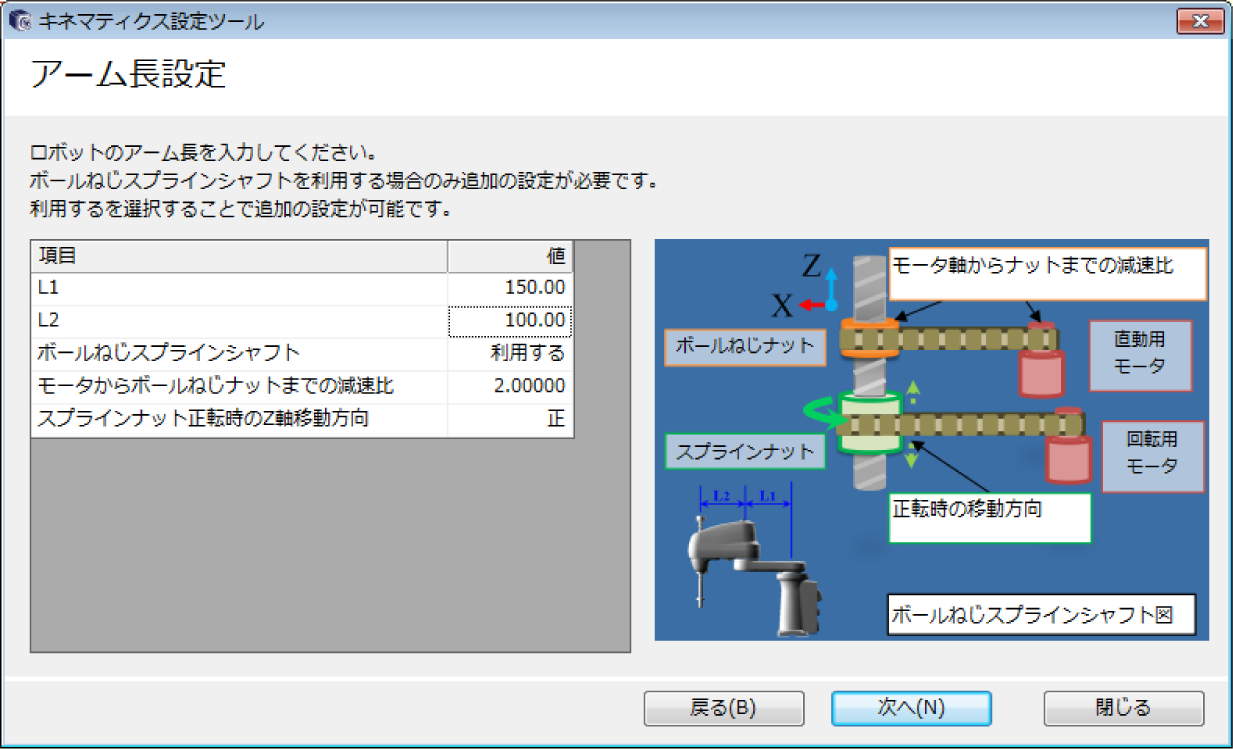 キネマティクス設定ツール
アーム長設定
ロボットのアーム長を入力してください。
ボールねじスプラインシャフトを利用する場合のみ追加の設定が必要です。
利用するを選択することで追加の設定が可能です。
項目 値
L1 150.00
L2 100.00
ボールねじスプラインシャフト 利用する
モータからボールねじナットまでの減速比 2.00000
スプラインナット正転時のZ軸移動方向 正
Z
X
モータ軸からナットまでの減速比
ボールねじナット
直動用
モータ
スプラインナット
回転用
モータ
L2 L1
正転時の移動方向
ボールねじスプラインシャフト図
戻る(B) 次へ(N) 閉じる